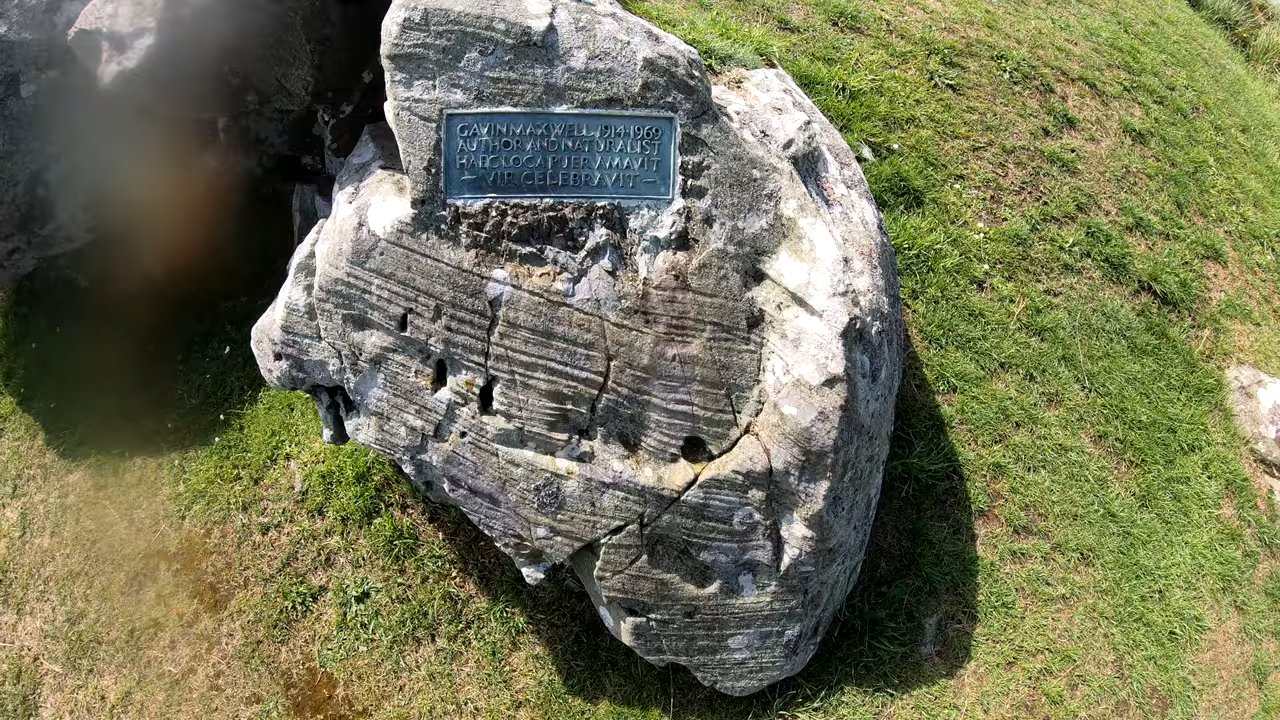 GAVIN MAXWELL 1914·1969
AUTHOR AND NATURALIST
HAEC LOCA PUER AMAVIT
— VIR CELEBRAVIT —